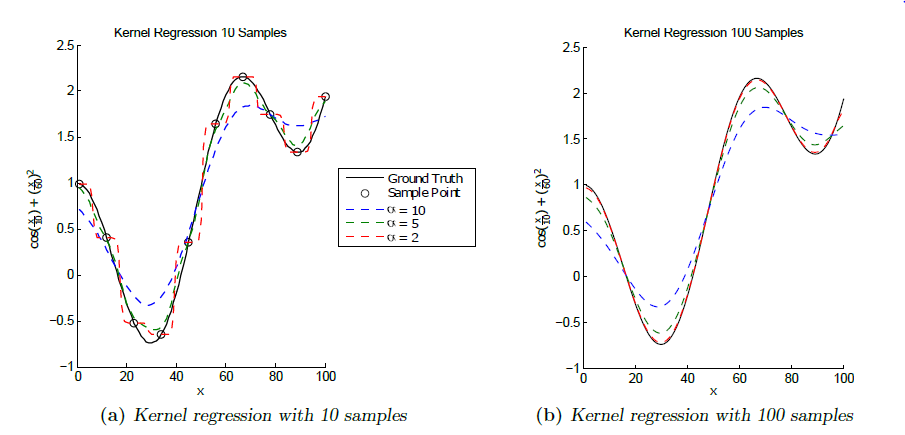 Kernel Regression 10 Samples
2.5
2
1.5
1
0.5
0
−0.5
−1
cos(x/10) + (x/60)²
0 20 40 60 80 100
x
Ground Truth
Sample Point
α = 10
α = 5
α = 2
(a) Kernel regression with 10 samples
Kernel Regression 100 Samples
2.5
2
1.5
1
0.5
0
−0.5
−1
cos(x/10) + (x/60)²
0 20 40 60 80 100
x
(b) Kernel regression with 100 samples